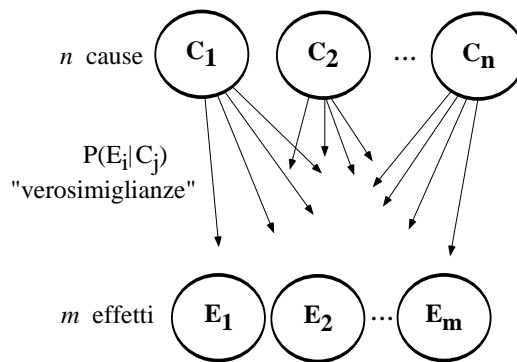 n cause C1 C2 ... Cn
P(Ei|Cj)
"verosimiglianze"
m effetti E1 E2 ... Em